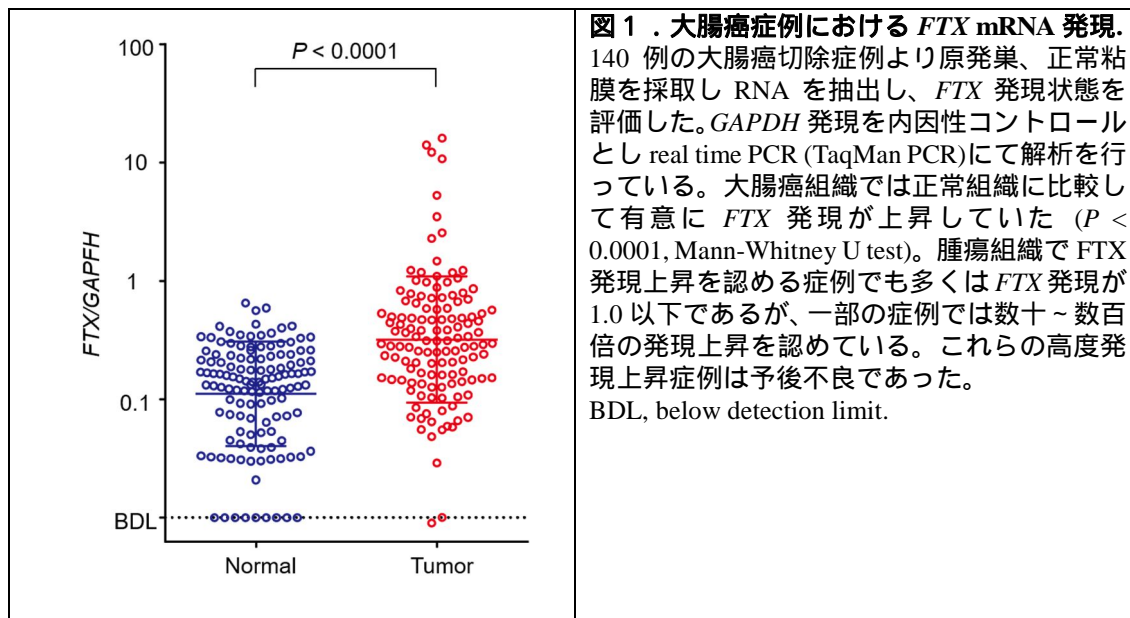 100
10
1
0.1
BDL
FTX/GAPFH
P < 0.0001
Normal
Tumor
図１．大腸癌症例における FTX mRNA 発現.
140 例の大腸癌切除症例より原発巣、正常粘
膜を採取し RNA を抽出し、FTX 発現状態を
評価した。GAPDH 発現を内因性コントロール
とし real time PCR (TaqMan PCR)にて解析を行
っている。大腸癌組織では正常組織に比較し
て有意に FTX 発現が上昇していた (P <
0.0001, Mann-Whitney U test)。腫瘍組織で FTX
発現上昇を認める症例でも多くは FTX 発現が
1.0 以下であるが、一部の症例では数十～数百
倍の発現上昇を認めている。これらの高度発
現上昇症例は予後不良であった。
BDL, below detection limit.